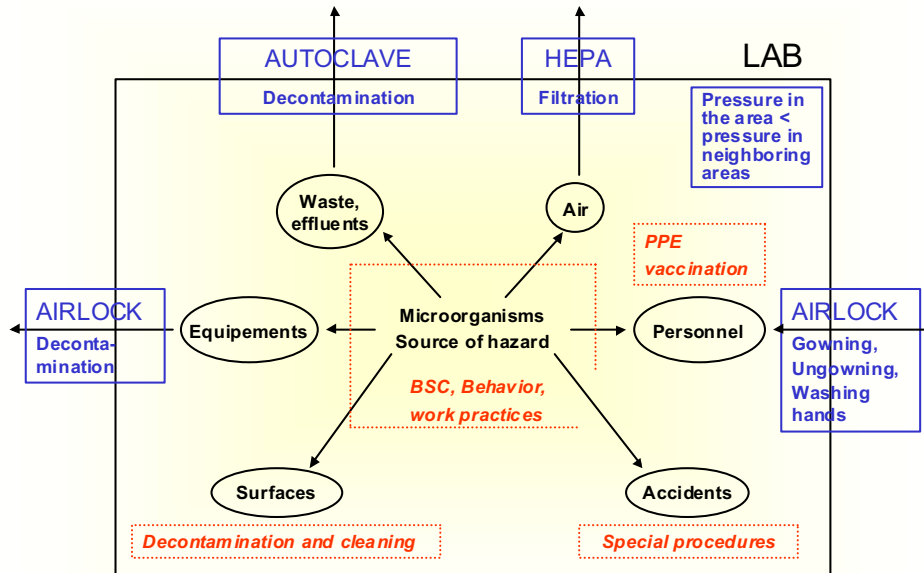 AUTOCLAVE
Decontamination
HEPA
Filtration
LAB
Pressure in
the area <
pressure in
neighboring
areas
Waste,
effluents
Air
PPE
vaccination
AIRLOCK
Deconta-
mination
Equipements
Microorganisms
Source of hazard
Personnel
AIRLOCK
Gowning,
Ungowning,
Washing
hands
BSC, Behavior,
work practices
Surfaces
Accidents
Decontamination and cleaning
Special procedures